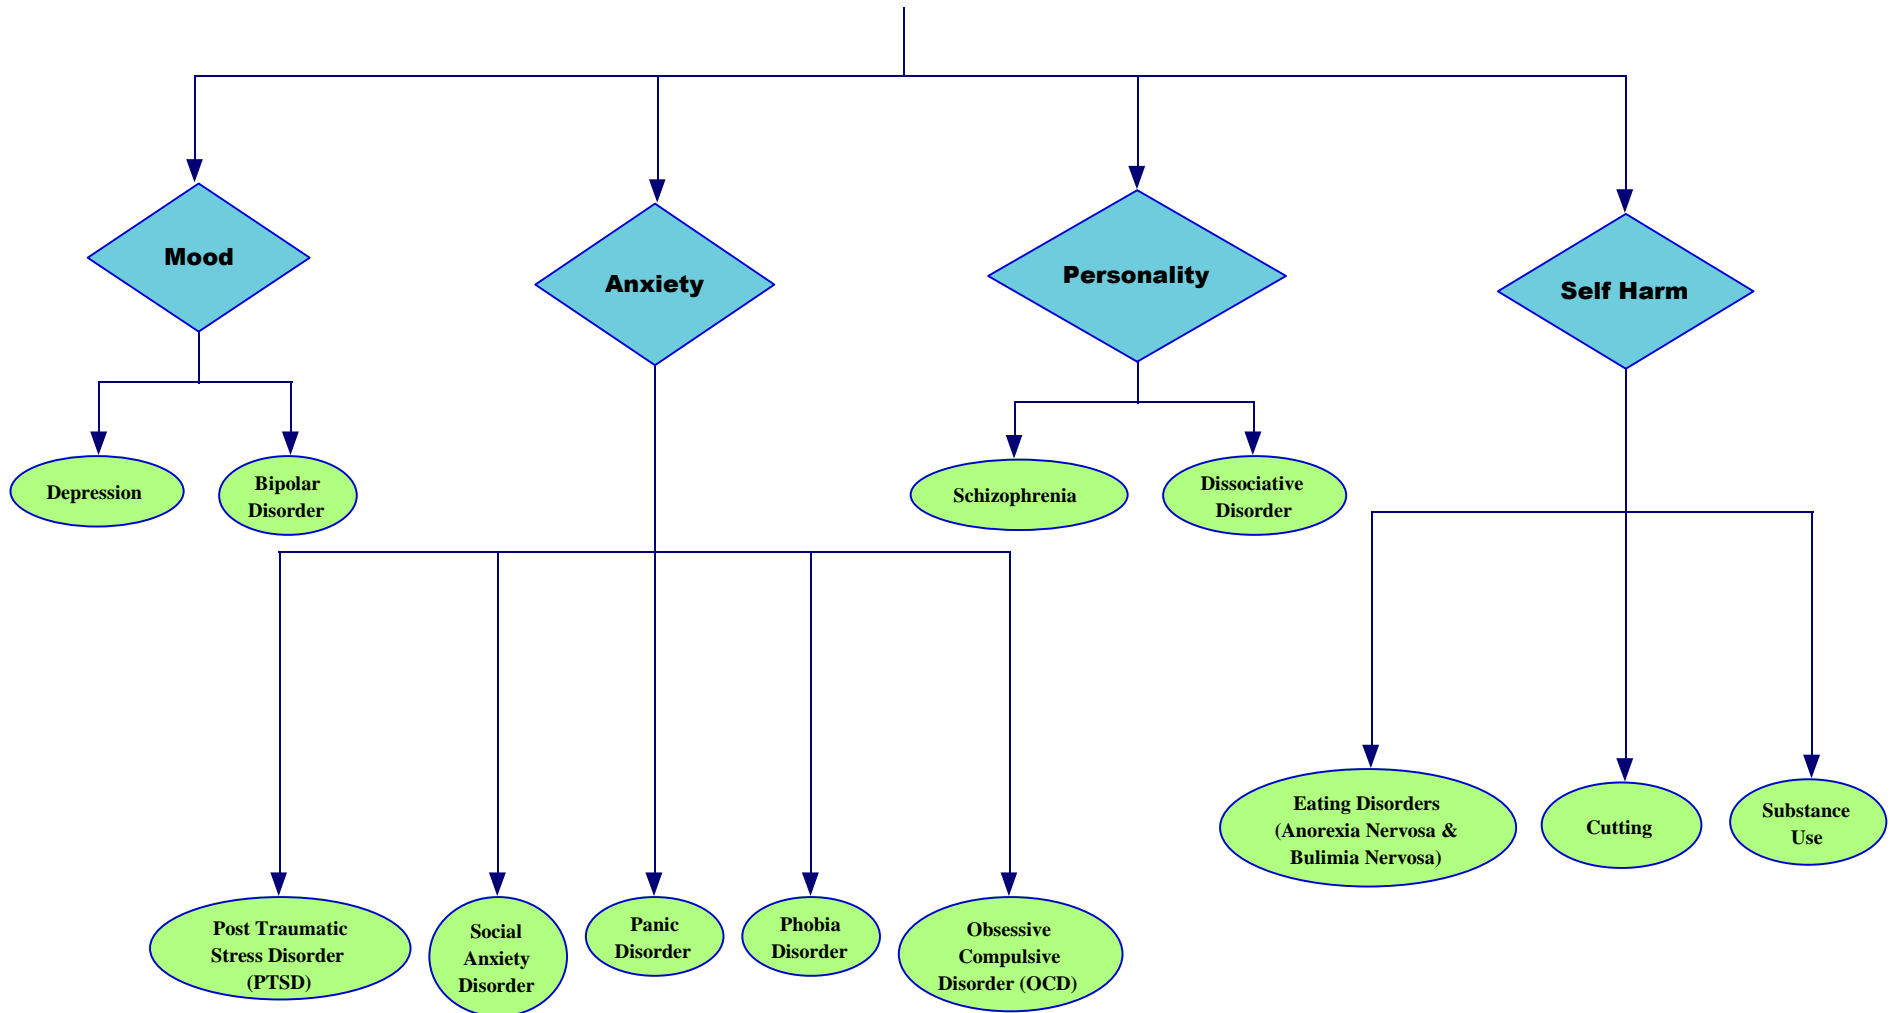 Mood
Anxiety
Personality
Self Harm
Depression
Bipolar
Disorder
Schizophrenia
Dissociative
Disorder
Eating Disorders
(Anorexia Nervosa &
Bulimia Nervosa)
Cutting
Substance
Use
Post Traumatic
Stress Disorder
(PTSD)
Social
Anxiety
Disorder
Panic
Disorder
Phobia
Disorder
Obsessive
Compulsive
Disorder (OCD)